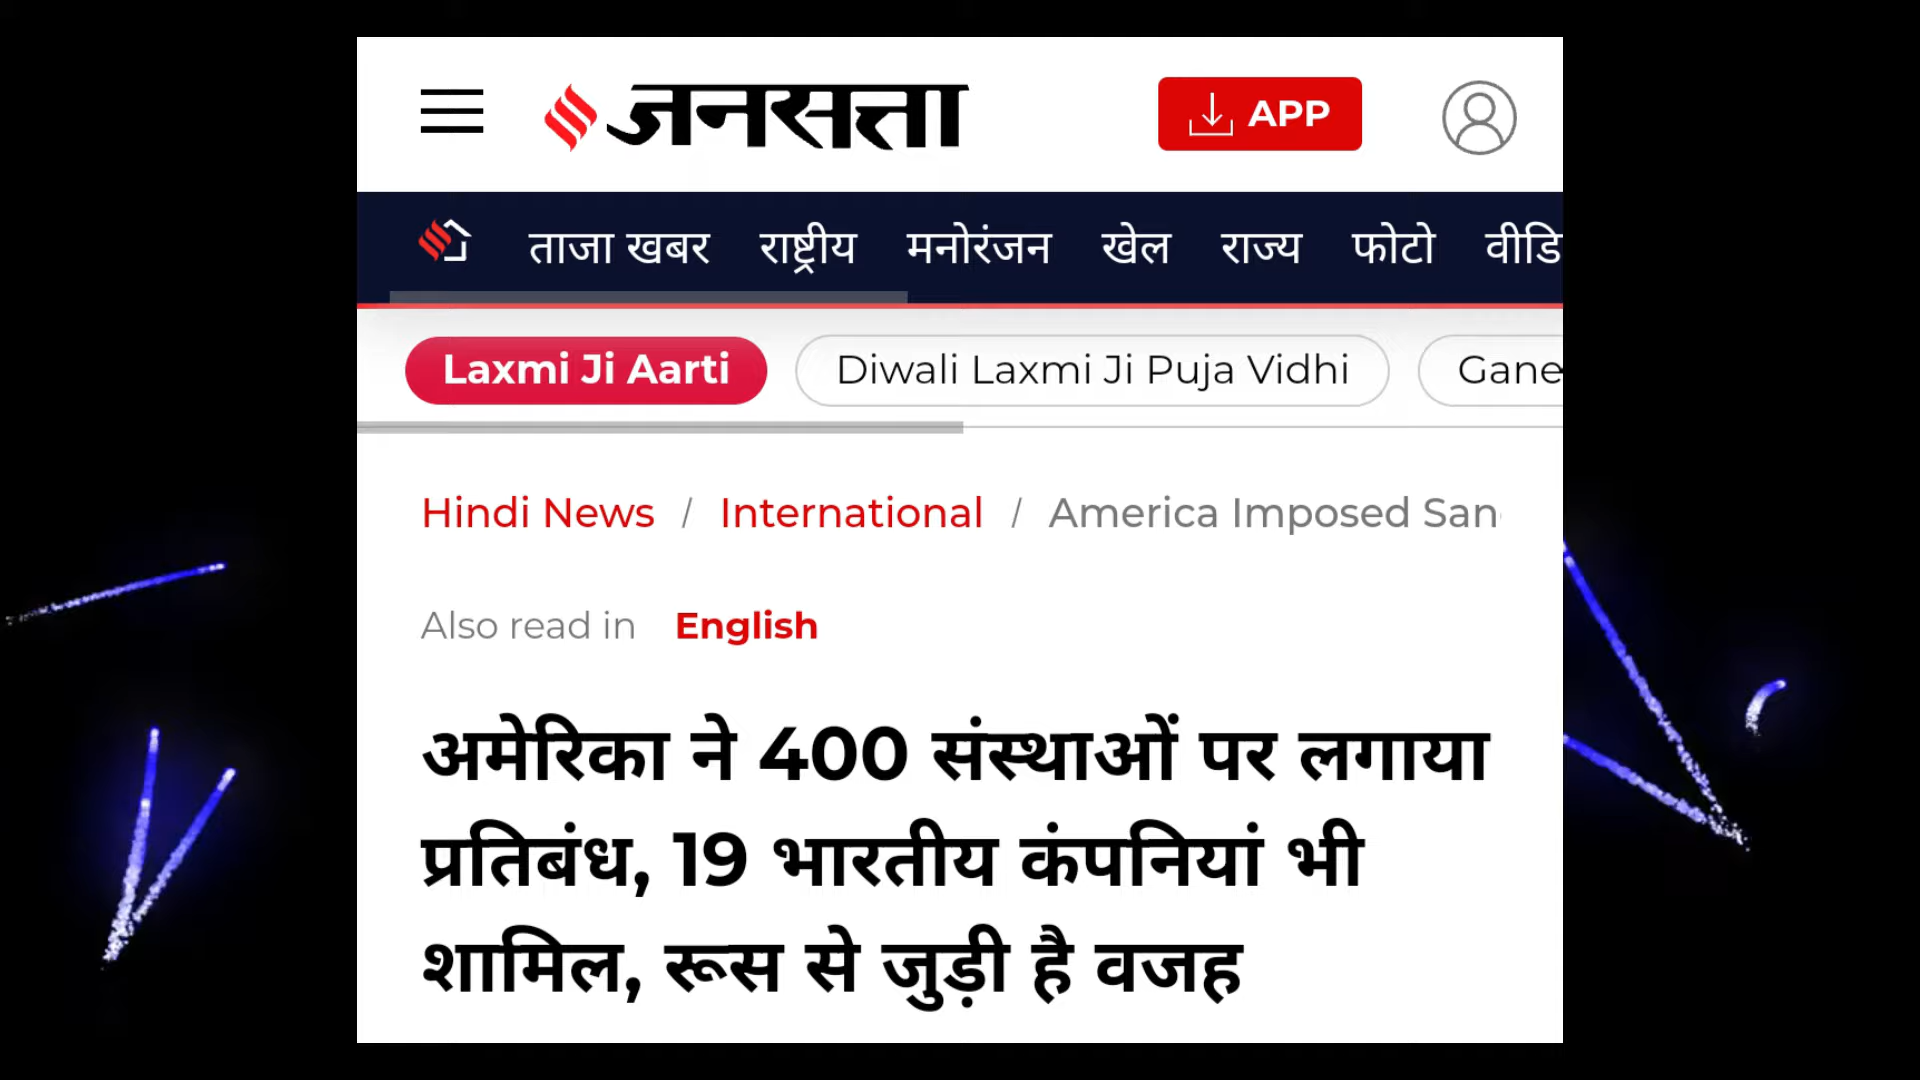 जनसत्ता APP
ताजा खबर राष्ट्रीय मनोरंजन खेल राज्य फोटो वीडि
Laxmi Ji Aarti Diwali Laxmi Ji Puja Vidhi Gane
Hindi News / International / America Imposed San
Also read in English
अमेरिका ने 400 संस्थाओं पर लगाया
प्रतिबंध, 19 भारतीय कंपनियां भी
शामिल, रूस से जुड़ी है वजह